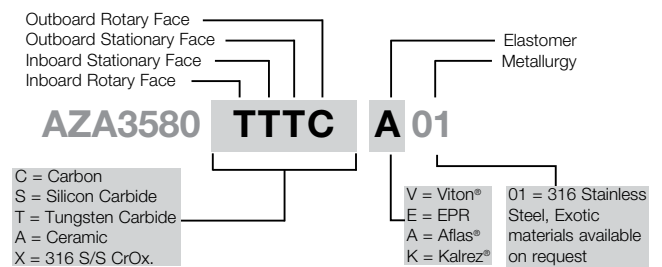 Outboard Rotary Face
Outboard Stationary Face
Inboard Stationary Face
Inboard Rotary Face
Elastomer
Metallurgy
AZA3580 TTTC A 01
C = Carbon
S = Silicon Carbide
T = Tungsten Carbide
A = Ceramic
X = 316 S/S CrOx.
V = Viton®
E = EPR
A = Aflas®
K = Kalrez®
01 = 316 Stainless
Steel, Exotic
materials available
on request